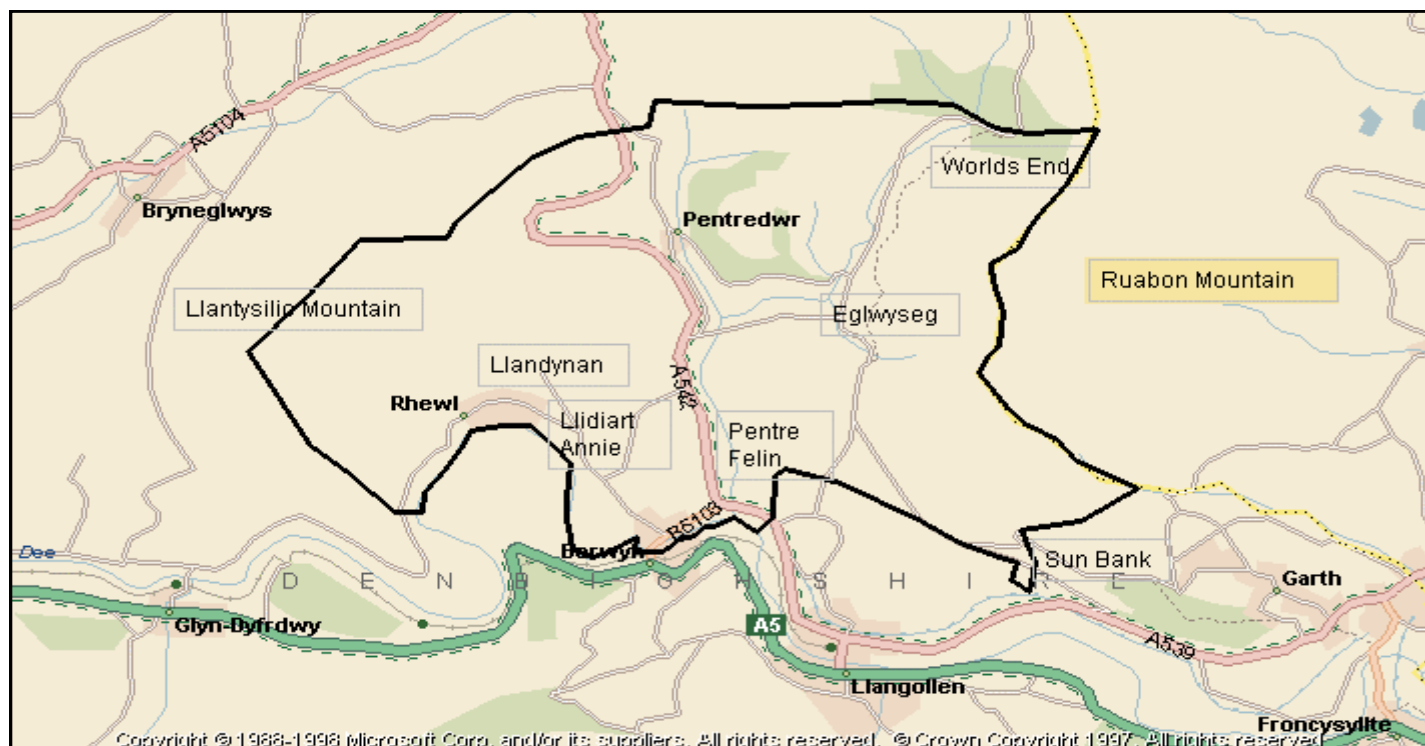 A5104
Worlds End
Bryneglwys
Pentredwr
Ruabon Mountain
Llantysilio Mountain
Eglwyseg
Llandynan
A542
Rhewl
Llidiart
Annie
Pentre
Felin
B5103
Dee
Berwyn
Sun Bank
DENBIGHSHIRE
Garth
Glyn-Dyfrdwy
A5
A539
Llangollen
Froncysyllte
Copyright © 1988-1998 Microsoft Corp. and/or its suppliers. All rights reserved. © Crown Copyright 1997. All rights reserved.